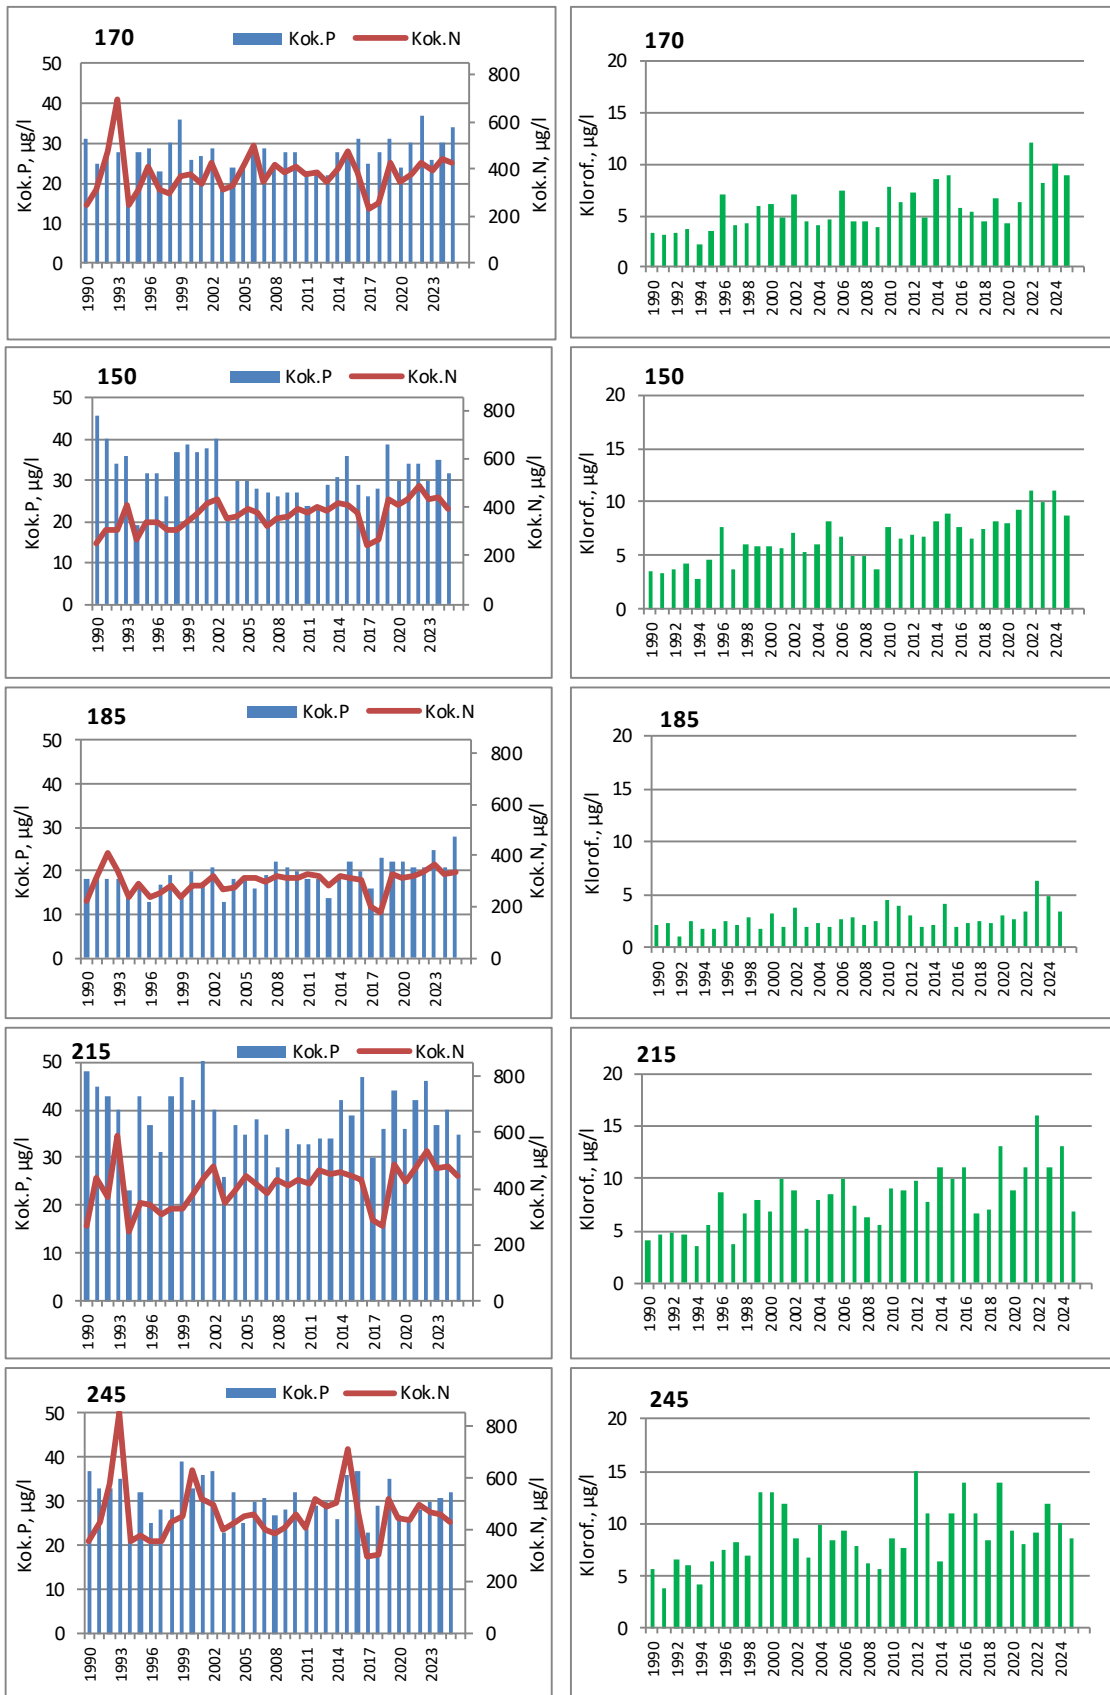 170 Kok.P Kok.N
50 40 30 20 10 0
Kok.P, µg/l
800 600 400 200 0
Kok.N, µg/l
1990 1993 1996 1999 2002 2005 2008 2011 2014 2017 2020 2023
170
20 15 10 5 0
Klorof., µg/l
1990 1992 1994 1996 1998 2000 2002 2004 2006 2008 2010 2012 2014 2016 2018 2020 2022 2024
150 Kok.P Kok.N
50 40 30 20 10 0
Kok.P, µg/l
800 600 400 200 0
Kok.N, µg/l
1990 1993 1996 1999 2002 2005 2008 2011 2014 2017 2020 2023
150
20 15 10 5 0
Klorof., µg/l
1990 1992 1994 1996 1998 2000 2002 2004 2006 2008 2010 2012 2014 2016 2018 2020 2022 2024
185 Kok.P Kok.N
50 40 30 20 10 0
Kok.P, µg/l
800 600 400 200 0
Kok.N, µg/l
1990 1993 1996 1999 2002 2005 2008 2011 2014 2017 2020 2023
185
20 15 10 5 0
Klorof., µg/l
1990 1992 1994 1996 1998 2000 2002 2004 2006 2008 2010 2012 2014 2016 2018 2020 2022 2024
215 Kok.P Kok.N
50 40 30 20 10 0
Kok.P, µg/l
800 600 400 200 0
Kok.N, µg/l
1990 1993 1996 1999 2002 2005 2008 2011 2014 2017 2020 2023
215
20 15 10 5 0
Klorof., µg/l
1990 1992 1994 1996 1998 2000 2002 2004 2006 2008 2010 2012 2014 2016 2018 2020 2022 2024
245 Kok.P Kok.N
50 40 30 20 10 0
Kok.P, µg/l
800 600 400 200 0
Kok.N, µg/l
1990 1993 1996 1999 2002 2005 2008 2011 2014 2017 2020 2023
245
20 15 10 5 0
Klorof., µg/l
1990 1992 1994 1996 1998 2000 2002 2004 2006 2008 2010 2012 2014 2016 2018 2020 2022 2024